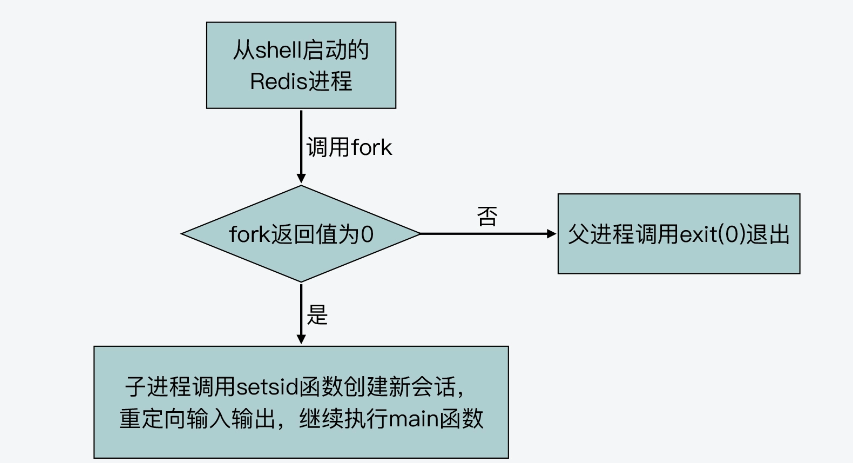 从shell启动的
Redis进程
调用fork
fork返回值为0
否
父进程调用exit(0)退出
是
子进程调用setsid函数创建新会话，
重定向输入输出，继续执行main函数